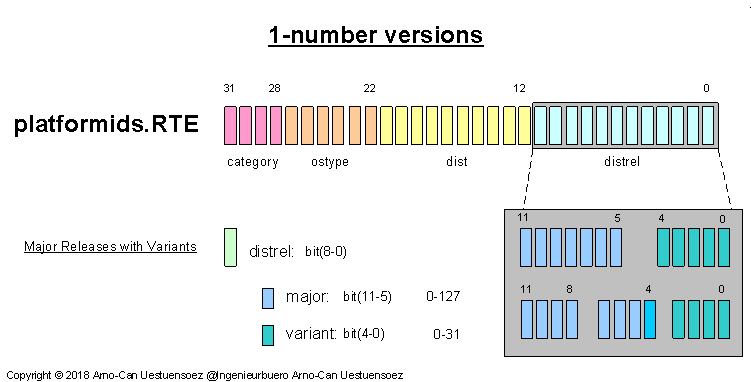 1-number versions
31 28 22 12 0
platformids.RTE
category ostype dist distrel
11 5 4 0
Major Releases with Variants
distrel: bit(8-0)
11 8 4 0
major: bit(11-5) 0-127
variant: bit(4-0) 0-31
Copyright © 2018 Arno-Can Uestuensoez @Ingenieurbuero Arno-Can Uestuensoez